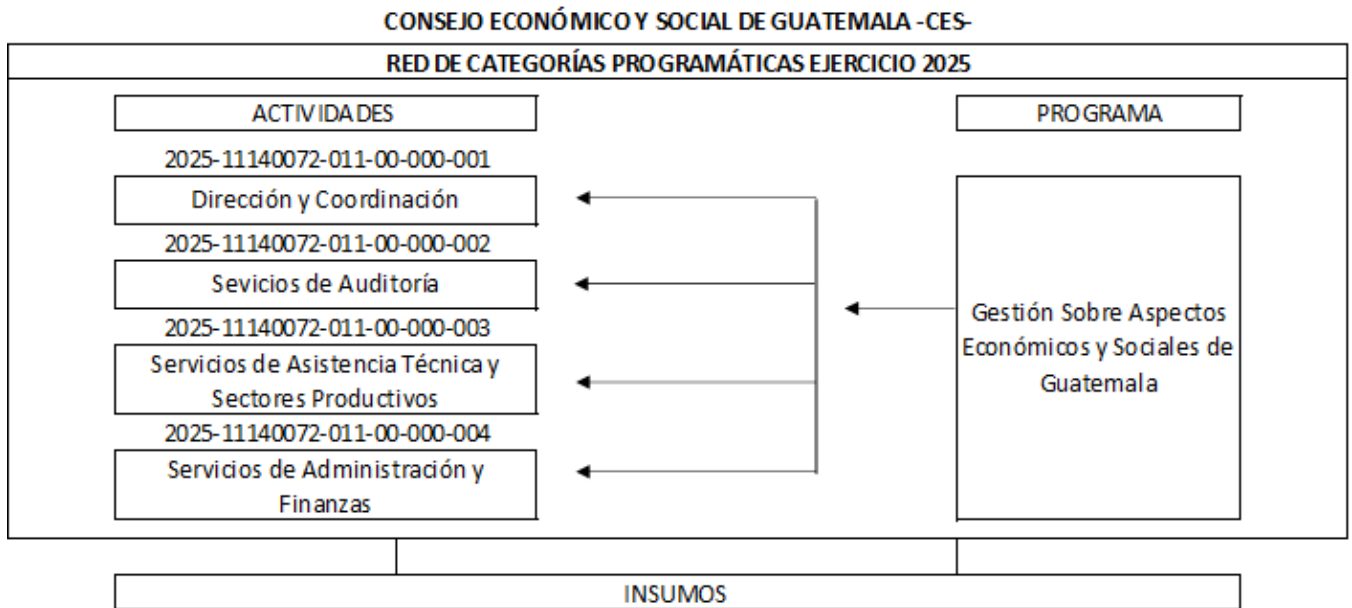 CONSEJO ECONÓMICO Y SOCIAL DE GUATEMALA -CES-
RED DE CATEGORÍAS PROGRAMÁTICAS EJERCICIO 2025
ACTIVIDADES
2025-11140072-011-00-000-001
Dirección y Coordinación
2025-11140072-011-00-000-002
Sevicios de Auditoría
2025-11140072-011-00-000-003
Servicios de Asistencia Técnica y
Sectores Productivos
2025-11140072-011-00-000-004
Servicios de Administración y
Finanzas
PROGRAMA
Gestión Sobre Aspectos
Económicos y Sociales de
Guatemala
INSUMOS